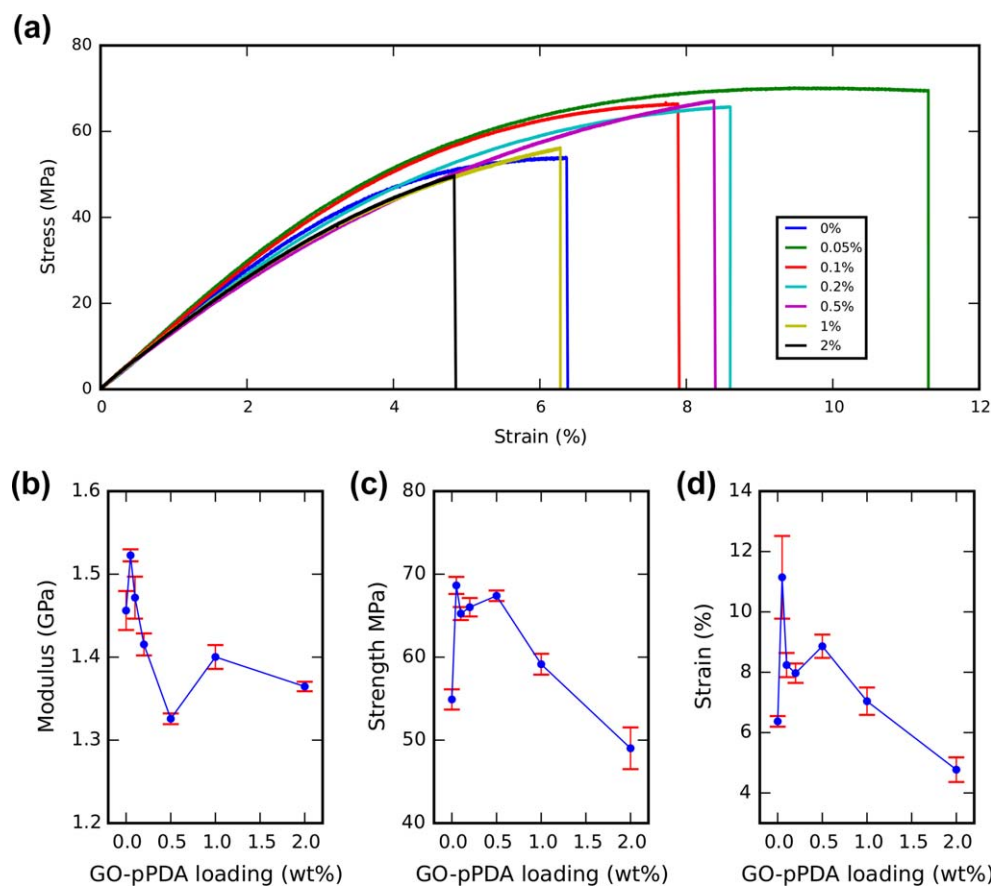 (a)
80
60
40
20
0
Stress (MPa)
0 2 4 6 8 10 12
Strain (%)
0%
0.05%
0.1%
0.2%
0.5%
1%
2%
(b)
1.6
1.5
1.4
1.3
1.2
Modulus (GPa)
0.0 0.5 1.0 1.5 2.0
GO-pPDA loading (wt%)
(c)
80
70
60
50
40
Strength MPa)
0.0 0.5 1.0 1.5 2.0
GO-pPDA loading (wt%)
(d)
14
12
10
8
6
4
Strain (%)
0.0 0.5 1.0 1.5 2.0
GO-pPDA loading (wt%)